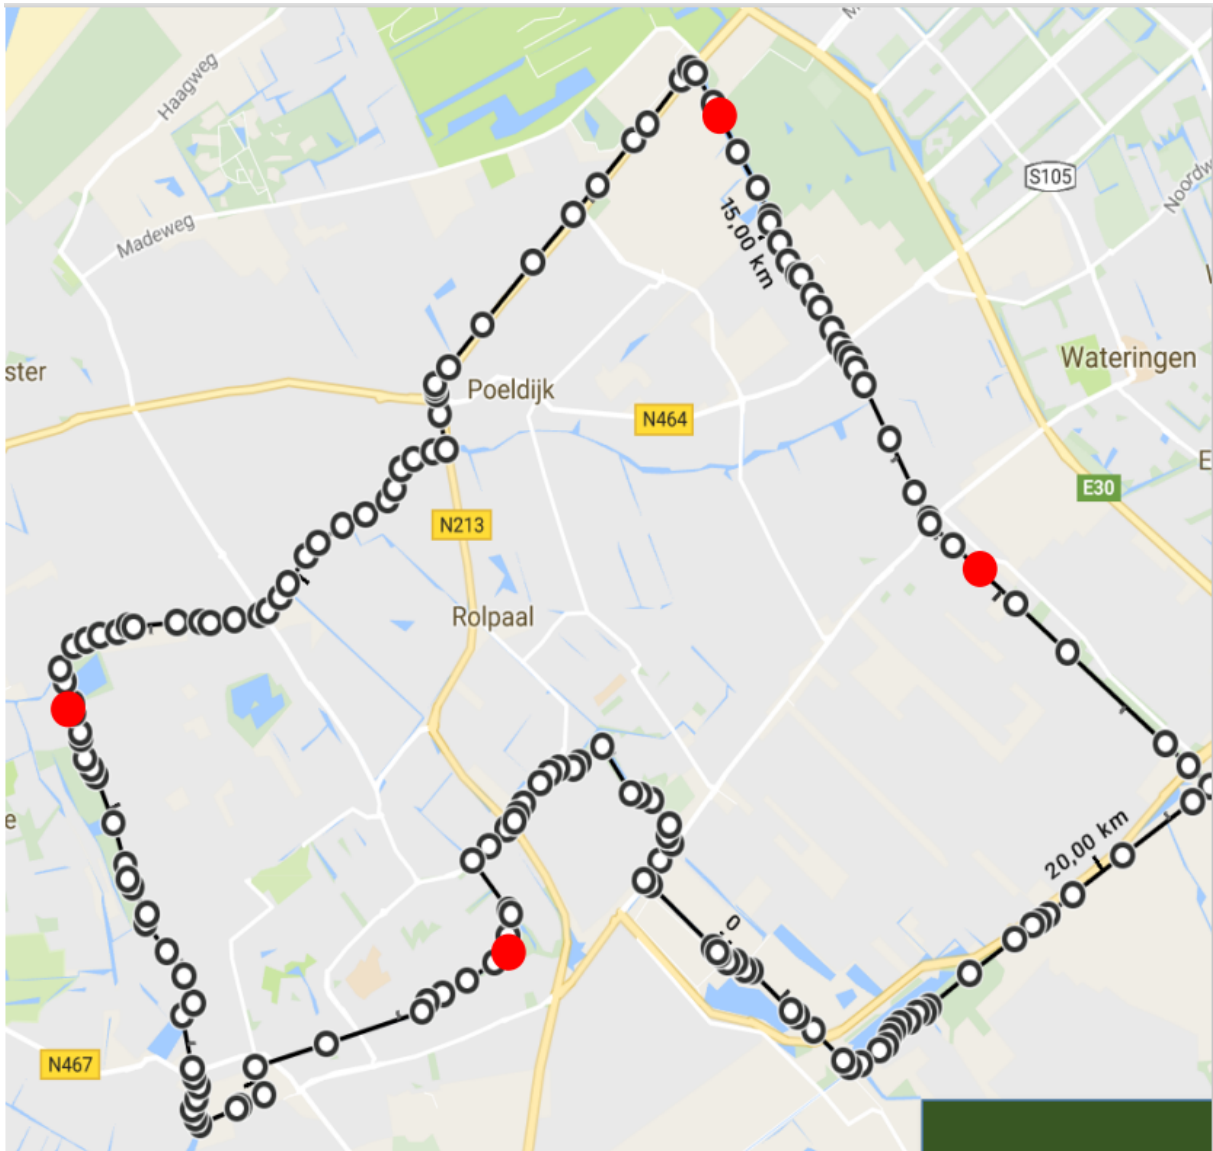 Haagweg
M
S105
Noordw
Madeweg
15,00 km
Wateringen
ster
Poeldijk
N464
E
E30
N213
Rolpaal
e
20,00 km
0
N467